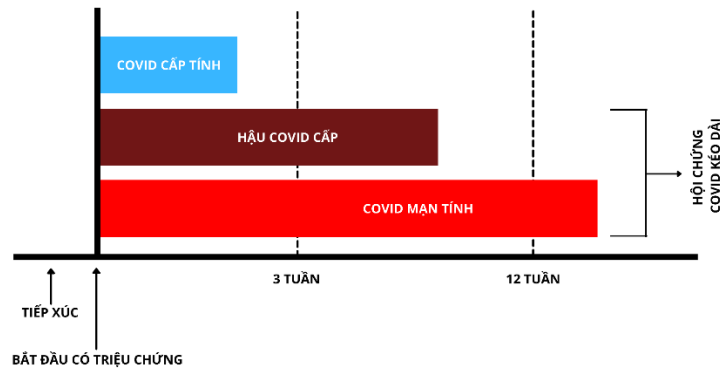 COVID CẤP TÍNH
HẬU COVID CẤP
COVID MẠN TÍNH
HỘI CHỨNG
COVID KÉO DÀI
3 TUẦN
12 TUẦN
TIẾP XÚC
BẮT ĐẦU CÓ TRIỆU CHỨNG